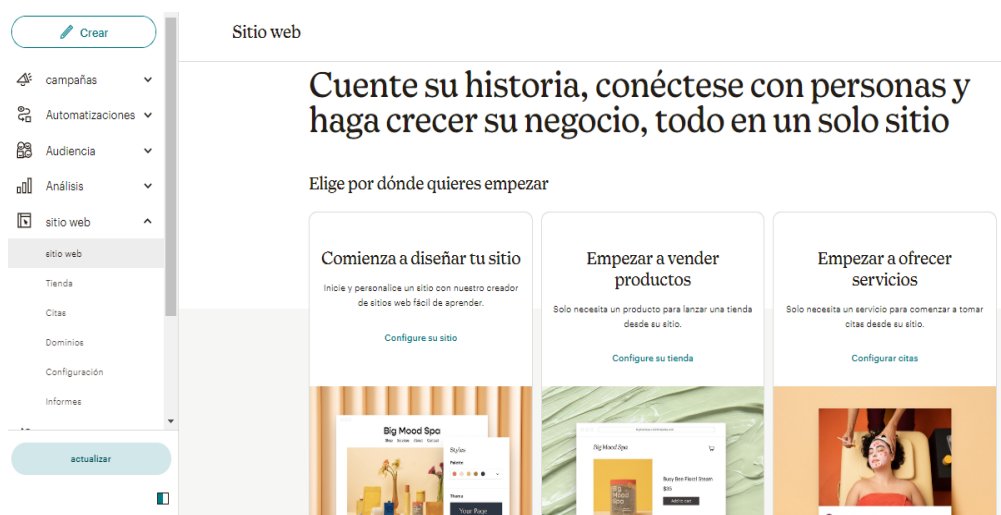 Crear
campañas
Automatizaciones
Audiencia
Análisis
sitio web
sitio web
Tienda
Citas
Dominios
Configuración
Informes
actualizar
Sitio web
Cuente su historia, conéctese con personas y
haga crecer su negocio, todo en un solo sitio
Elige por dónde quieres empezar
Comienza a diseñar tu sitio
Inicie y personalice un sitio con nuestro creador
de sitios web fácil de aprender.
Configure su sitio
Big Mood Spa
Styles
Palette
Theme
Your Page
Empezar a vender
productos
Solo necesita un producto para lanzar una tienda
desde su sitio.
Configure su tienda
Big Mood Spa
Big
Mood
Spa
Busy Bee Floral Steam
$35
Add to cart
Empezar a ofrecer
servicios
Solo necesita un servicio para comenzar a tomar
citas desde su sitio.
Configurar citas